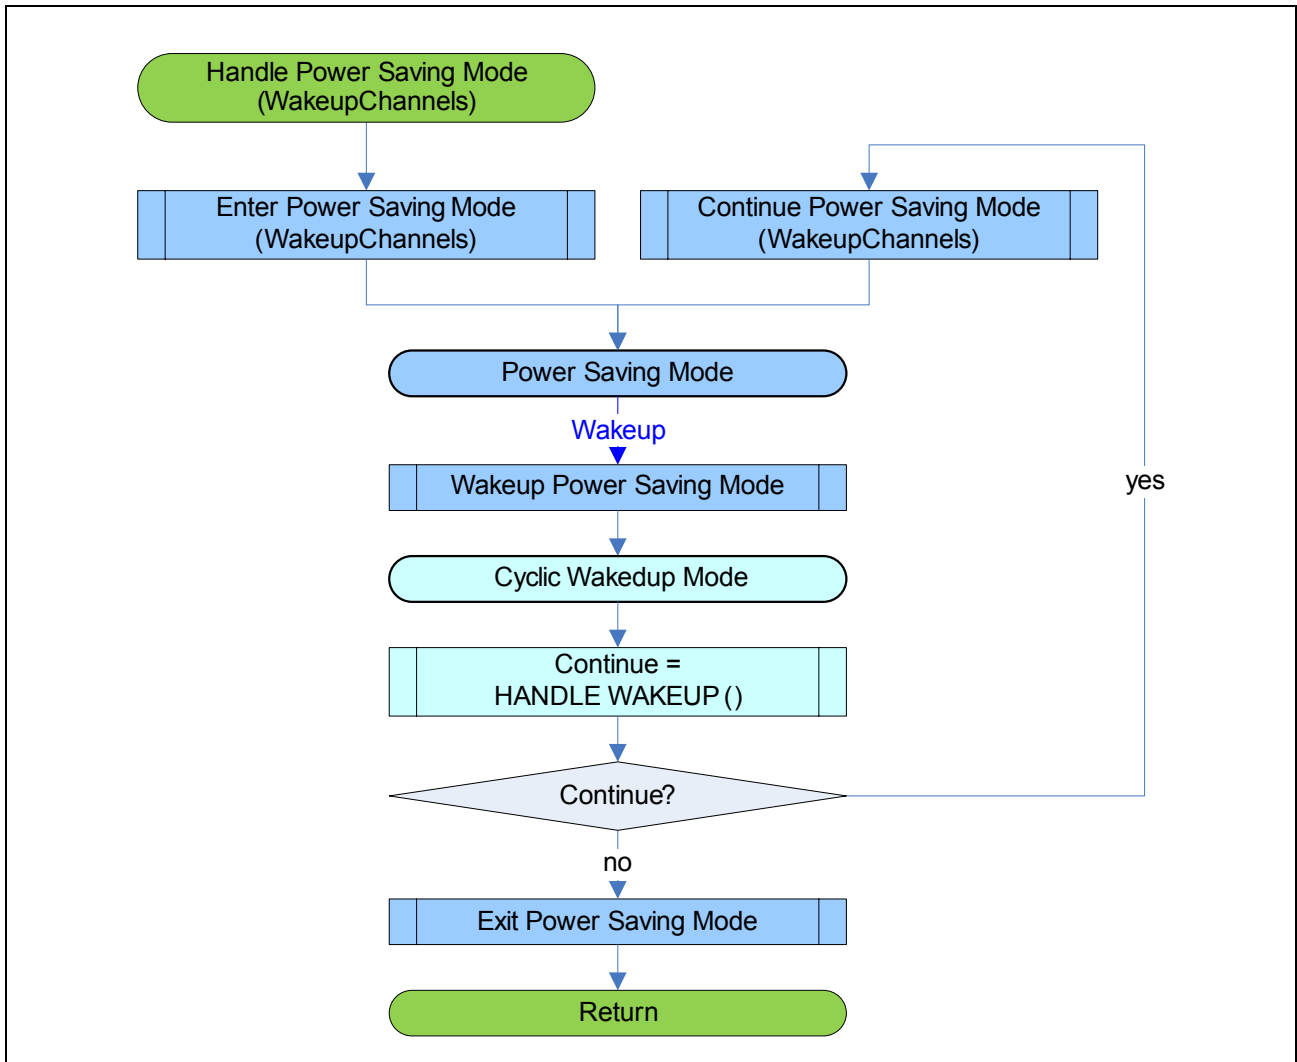 Handle Power Saving Mode
(WakeupChannels)
Enter Power Saving Mode
(WakeupChannels)
Continue Power Saving Mode
(WakeupChannels)
Power Saving Mode
Wakeup
Wakeup Power Saving Mode
yes
Cyclic Wakedup Mode
Continue =
HANDLE WAKEUP ( )
Continue?
no
Exit Power Saving Mode
Return